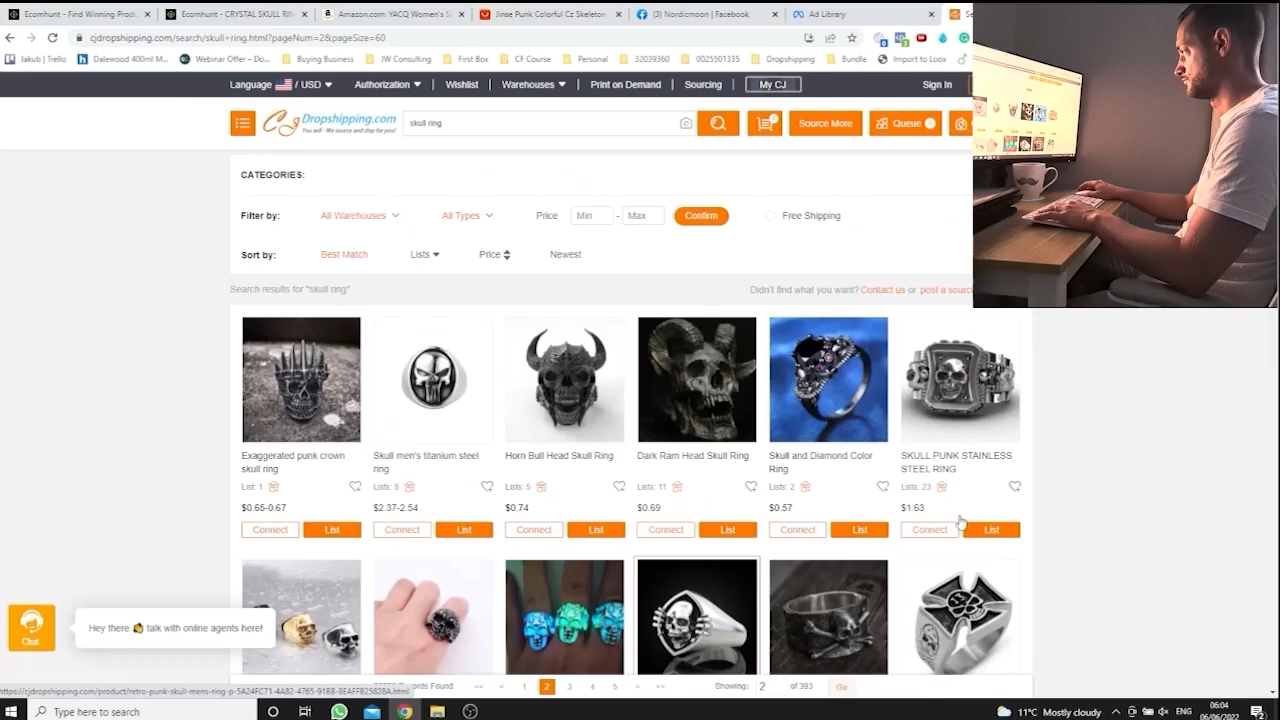 Ecomhunt - Find Winning Produ
Ecomhunt - CRYSTAL SKULL RIN
Amazon.com: YACQ Women's S
Jinse Punk Colorful Cz Skeleton
(3) Nordicmoon | Facebook
Ad Library
Se
cjdropshipping.com/search/skull+ring.html?pageNum=2&pageSize=60
Jakub | Trello
Dalewood 400ml M...
Webinar Offer – Do...
Buying Business
JW Consulting
First Box
CF Course
Personal
32039360
0025501335
Dropshipping
Bundle
Import to Loox
Language / USD
Authorization
Wishlist
Warehouses
Print on Demand
Sourcing
My CJ
Sign In
CJ Dropshipping.com
You sell - We source and ship for you!
skull ring
Source More
Queue
CATEGORIES:
Filter by:
All Warehouses
All Types
Price
Min
-
Max
Confirm
Free Shipping
Sort by:
Best Match
Lists
Price
Newest
Search results for "skull ring"
Didn't find what you want? Contact us or post a sourc
Exaggerated punk crown
skull ring
List: 1
$0.65-0.67
Connect
List
Skull men's titanium steel
ring
Lists: 8
$2.37-2.54
Connect
List
Horn Bull Head Skull Ring
Lists: 5
$0.74
Connect
List
Dark Ram Head Skull Ring
Lists: 11
$0.69
Connect
List
Skull and Diamond Color
Ring
Lists: 2
$0.57
Connect
List
SKULL PUNK STAINLESS
STEEL RING
Lists: 23
$1.63
Connect
List
13
Chat
Hey there talk with online agents here!
Records Found
<<
<
1
2
3
4
5
>
>>
Showing:
2
of 393
Go
https://cjdropshipping.com/product/retro-punk-skull-mens-ring-p-5A24FC71-4A82-4765-91BB-8EAFFB25828A.html
Type here to search
11°C Mostly cloudy
ENG
06:04
06/06/2022
2